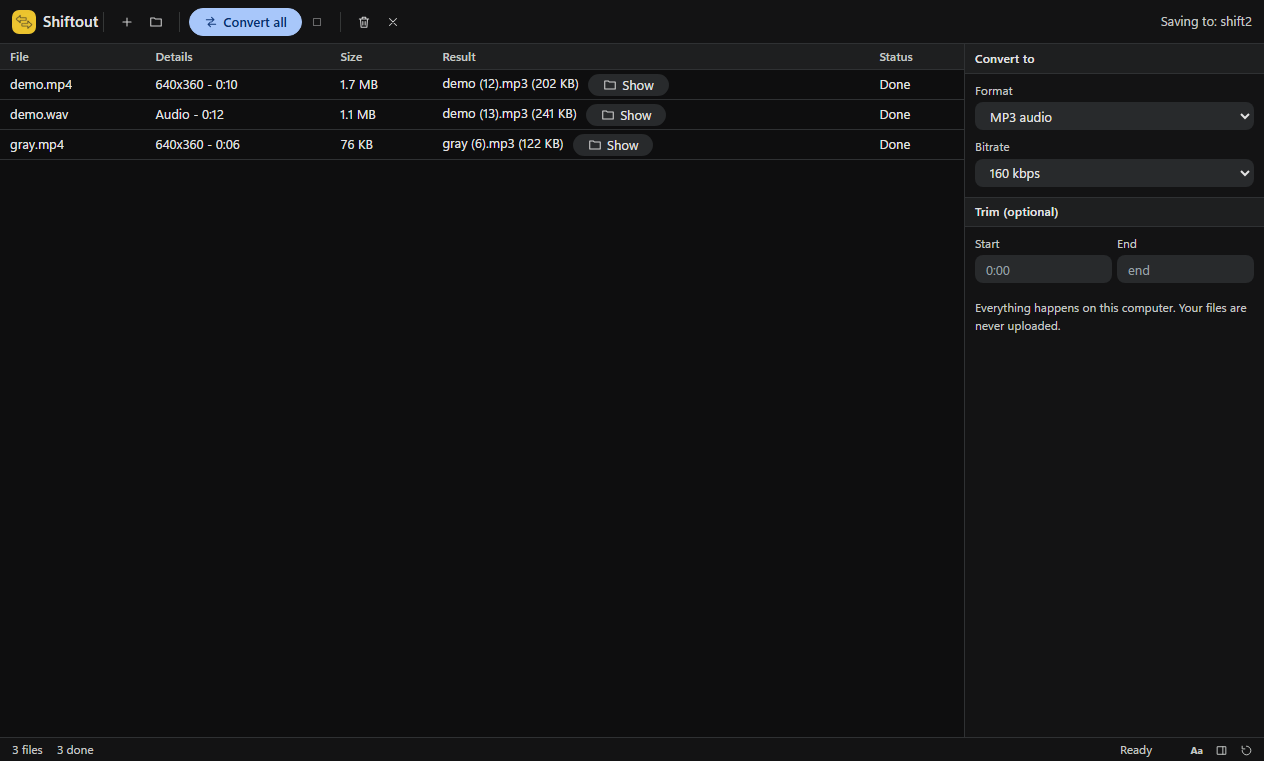 Shiftout Convert all Saving to: shift2
File Details Size Result Status
demo.mp4 640x360 - 0:10 1.7 MB demo (12).mp3 (202 KB) Show Done
demo.wav Audio - 0:12 1.1 MB demo (13).mp3 (241 KB) Show Done
gray.mp4 640x360 - 0:06 76 KB gray (6).mp3 (122 KB) Show Done
Convert to
Format
MP3 audio
Bitrate
160 kbps
Trim (optional)
Start End
0:00 end
Everything happens on this computer. Your files are
never uploaded.
3 files 3 done Ready Aa